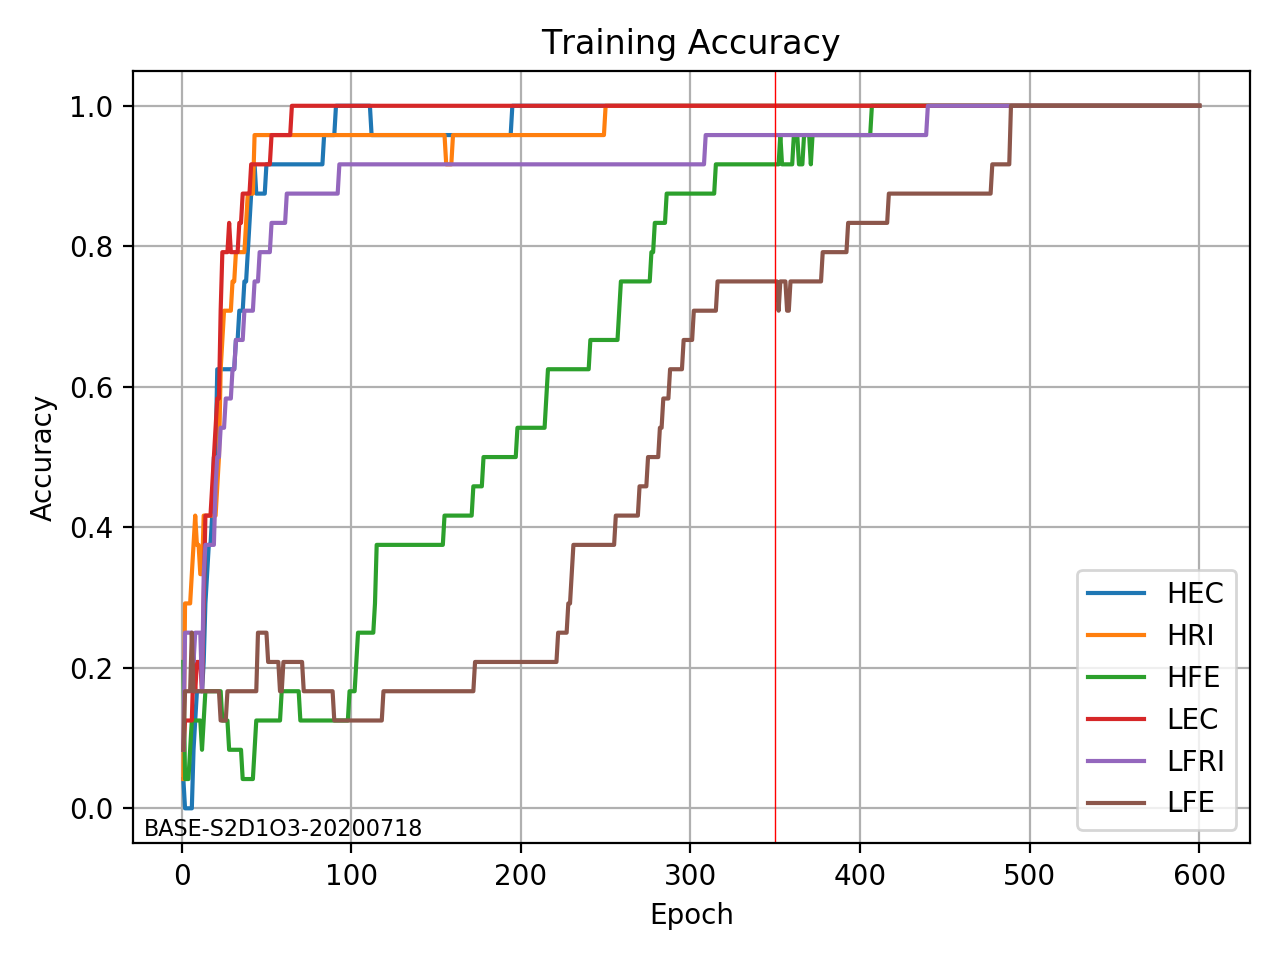 Training Accuracy
1.0
0.8
0.6
0.4
0.2
0.0
Accuracy
HEC
HRI
HFE
LEC
LFRI
LFE
BASE-S2D1O3-20200718
0 100 200 300 400 500 600
Epoch